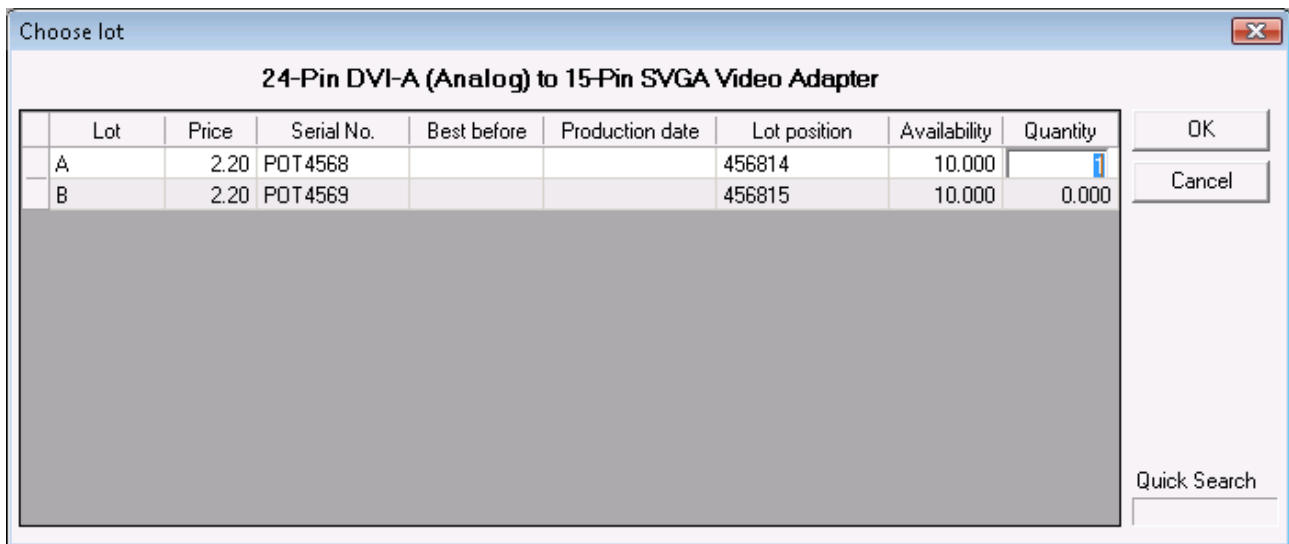 Choose lot
24-Pin DVI-A (Analog) to 15-Pin SVGA Video Adapter
Lot Price Serial No. Best before Production date Lot position Availability Quantity OK
A 2.20 POT4568 456814 10.000 1
Cancel
B 2.20 POT4569 456815 10.000 0.000
Quick Search